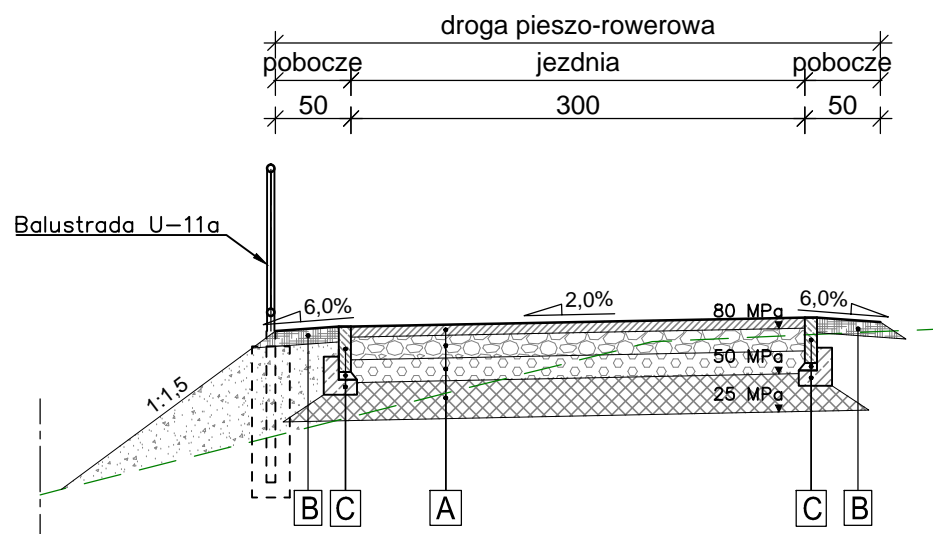 droga pieszo-rowerowa
pobocze jezdnia pobocze
50 300 50
Balustrada U-11a
6,0% 2,0% 80 MPa 6,0%
50 MPa
1:1,5
25 MPa
B C A C B